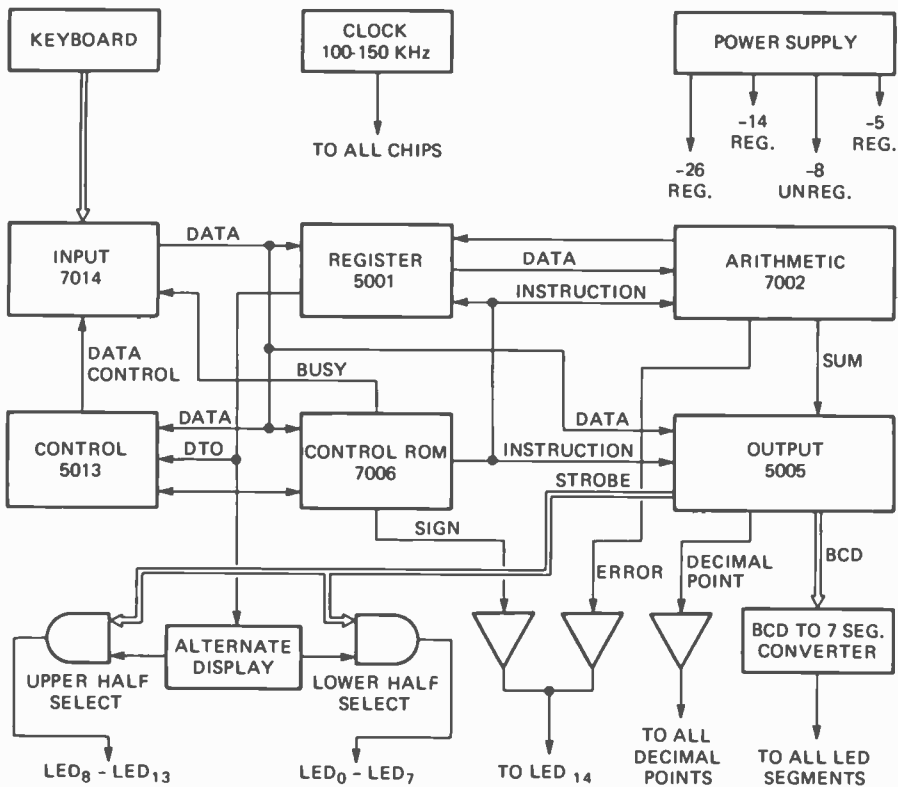 KEYBOARD
CLOCK
100-150 KHz
POWER SUPPLY
TO ALL CHIPS
-26
REG.
-14
REG.
-8
UNREG.
-5
REG.
INPUT
7014
DATA
REGISTER
5001
DATA
INSTRUCTION
ARITHMETIC
7002
DATA
CONTROL
BUSY
SUM
CONTROL
5013
DATA
DTO
CONTROL ROM
7006
DATA
INSTRUCTION
STROBE
OUTPUT
5005
SIGN
ERROR
DECIMAL
POINT
BCD
UPPER HALF
SELECT
ALTERNATE
DISPLAY
LOWER HALF
SELECT
BCD TO 7 SEG.
CONVERTER
LED8 - LED13
LED0 - LED7
TO LED 14
TO ALL
DECIMAL
POINTS
TO ALL LED
SEGMENTS